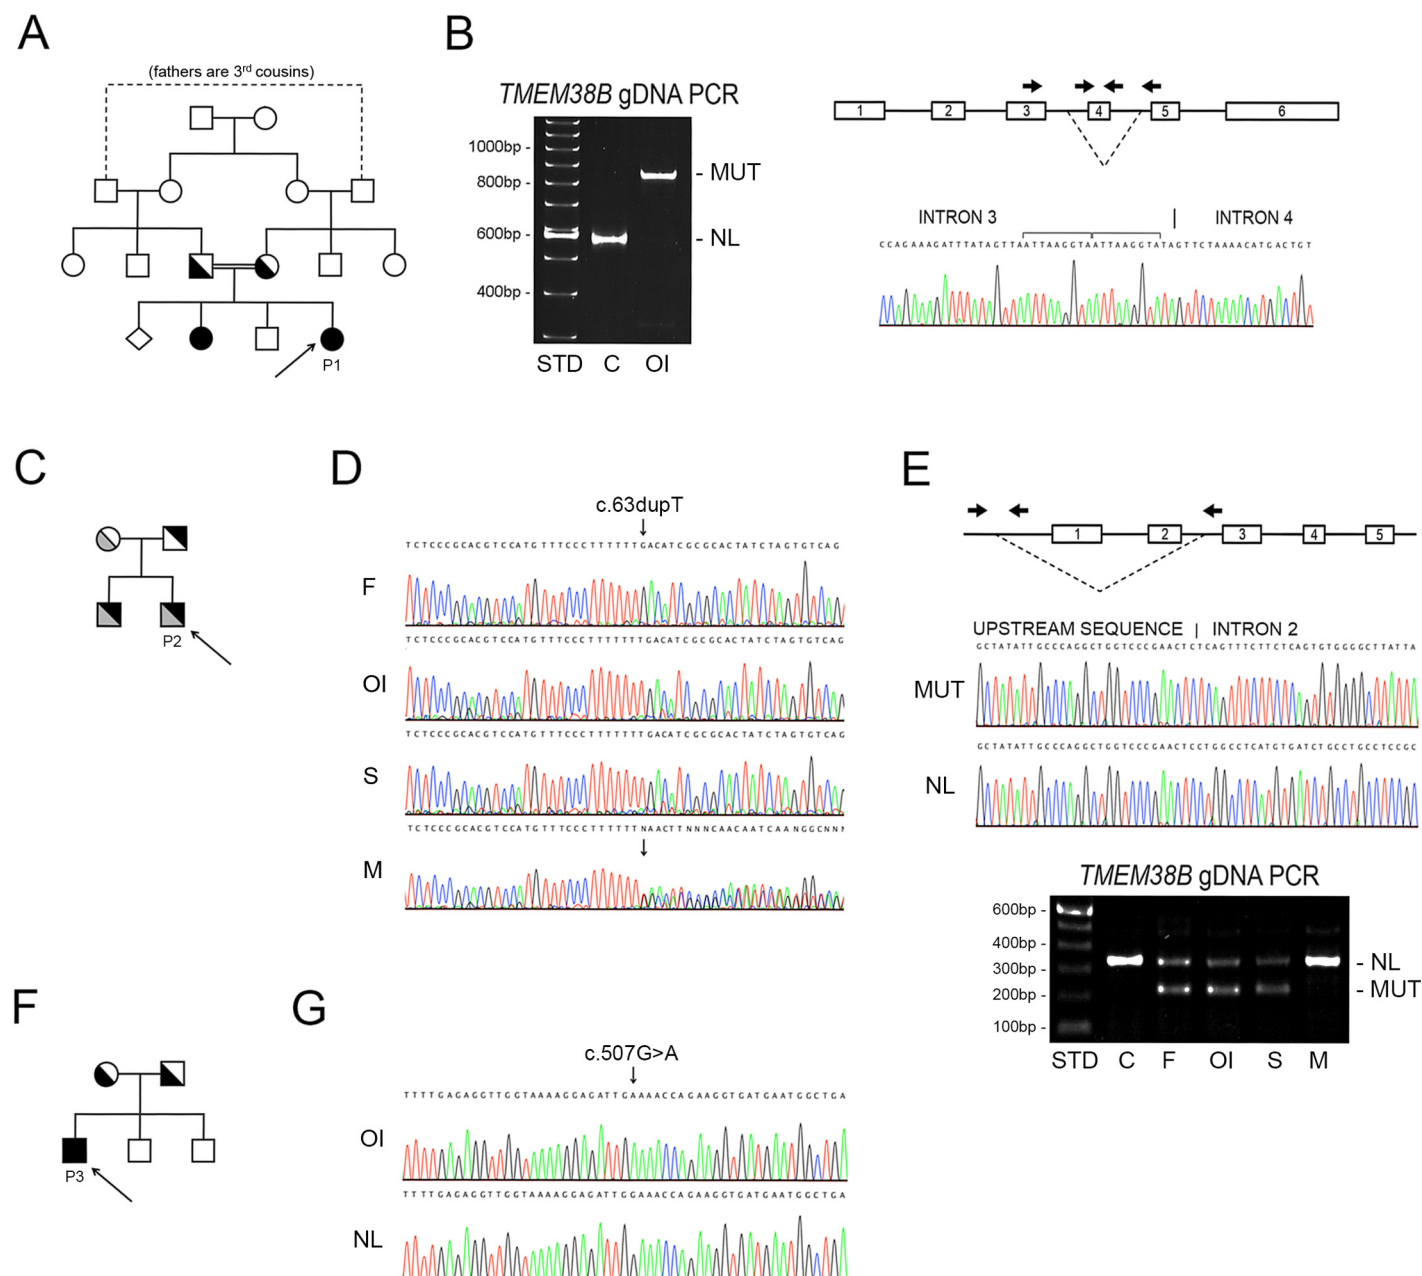 A
(fathers are 3rd cousins)
P1
B
TMEM38B gDNA PCR
1000bp -
800bp -
600bp -
400bp -
- MUT
- NL
STD C OI
1 2 3 4 5 6
INTRON 3 | INTRON 4
CCAGAAAGATTTATAGTTAATTAAGGTAATTAAGGTATAGTTCTAAAACATGACTGT
C
P2
D
c.63dupT
TCTCCCGCACGTCCATGTTTCCCTTTTTTTGACATCGCGCACTATCTAGTGTCAG
F
TCTCCCGCACGTCCATGTTTCCCTTTTTTTTGACATCGCGCACTATCTAGTGTCAG
OI
TCTCCCGCACGTCCATGTTTCCCTTTTTTTTGACATCGCGCACTATCTAGTGTCAG
S
TCTCCCGCACGTCCATGTTTCCCTTTTTTTNAACTTNNNCAACAATCAANGGCNNN
M
E
1 2 3 4 5
UPSTREAM SEQUENCE | INTRON 2
GCTATATTGCCCAGGCTGGTCCCGAACTCTCAGTTTCTTCTCAGTGTGGGGCTTATTA
MUT
GCTATATTGCCCAGGCTGGTCCCGAACTCCTGGCCTCATGTGATCTGCCTGCCTCCGC
NL
TMEM38B gDNA PCR
600bp -
400bp -
300bp -
200bp -
100bp -
- NL
- MUT
STD C F OI S M
F
P3
G
c.507G>A
TTTTGAGAGGTTGGTAAAAGGAGATTGAAAACCAGAAGGTGATGAATGGCTGA
OI
TTTTGAGAGGTTGGTAAAAGGAGATTGGAAACCAGAAGGTGATGAATGGCTGA
NL